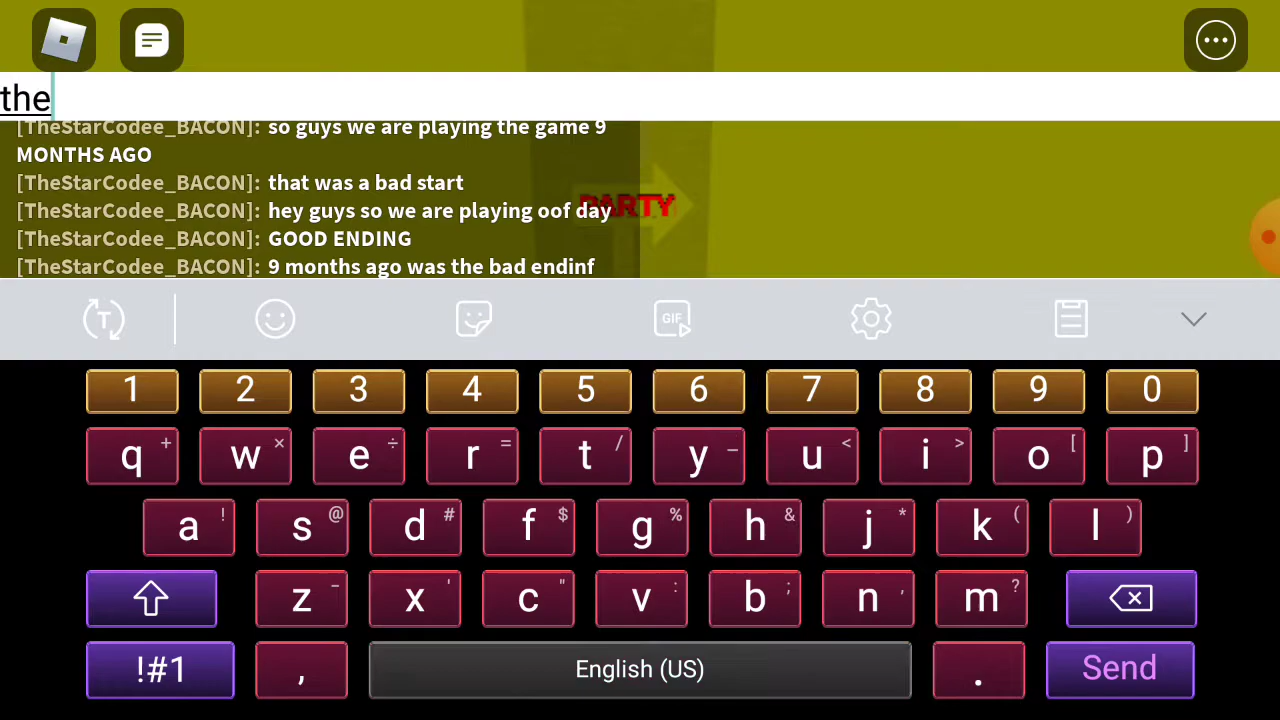 the
[TheStarCodee_BACON]: so guys we are playing the game 9
MONTHS AGO
[TheStarCodee_BACON]: that was a bad start
PARTY
[TheStarCodee_BACON]: hey guys so we are playing oof day
[TheStarCodee_BACON]: GOOD ENDING
[TheStarCodee_BACON]: 9 months ago was the bad endinf
T GIF
1 2 3 4 5 6 7 8 9 0
q + w × e ÷ r = t / y _ u < i > o [ p ]
a ! s @ d # f $ g % h & j * k ( l )
z - x ' c " v : b ; n , m ?
!#1 , English (US) . Send